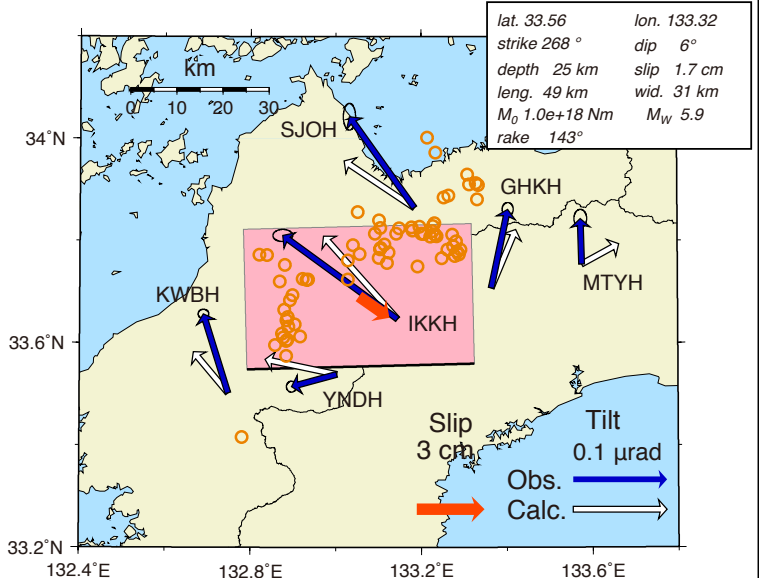 lat. 33.56 lon. 133.32
strike 268 ° dip 6°
depth 25 km slip 1.7 cm
leng. 49 km wid. 31 km
M0 1.0e+18 Nm MW 5.9
rake 143°
km
0 10 20 30
SJOH
34˚N
GHKH
MTYH
KWBH
IKKH
33.6˚N
YNDH
Slip Tilt
3 cm 0.1 μrad
Obs.
Calc.
33.2˚N
132.4˚E 132.8˚E 133.2˚E 133.6˚E